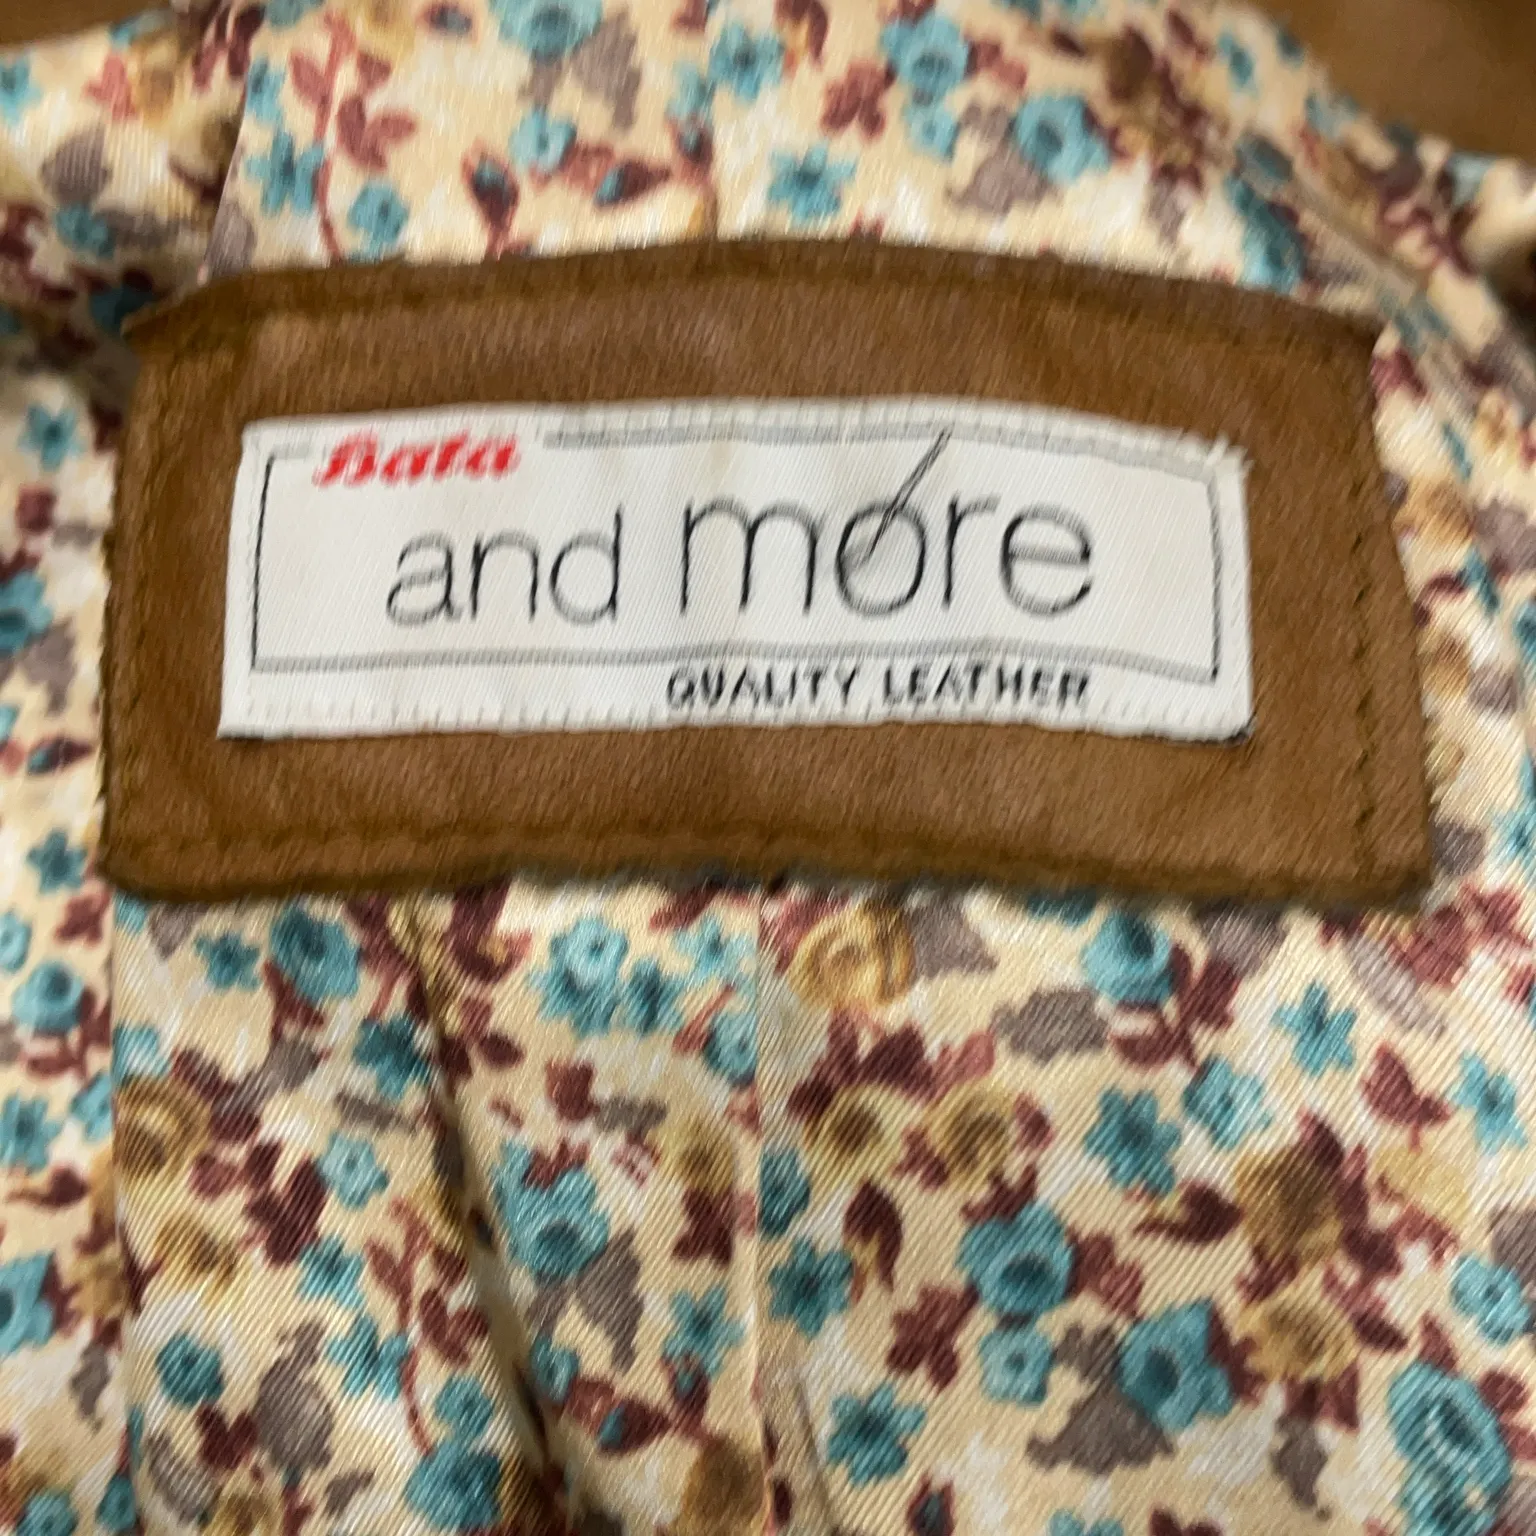 Bata
and more
QUALITY LEATHER